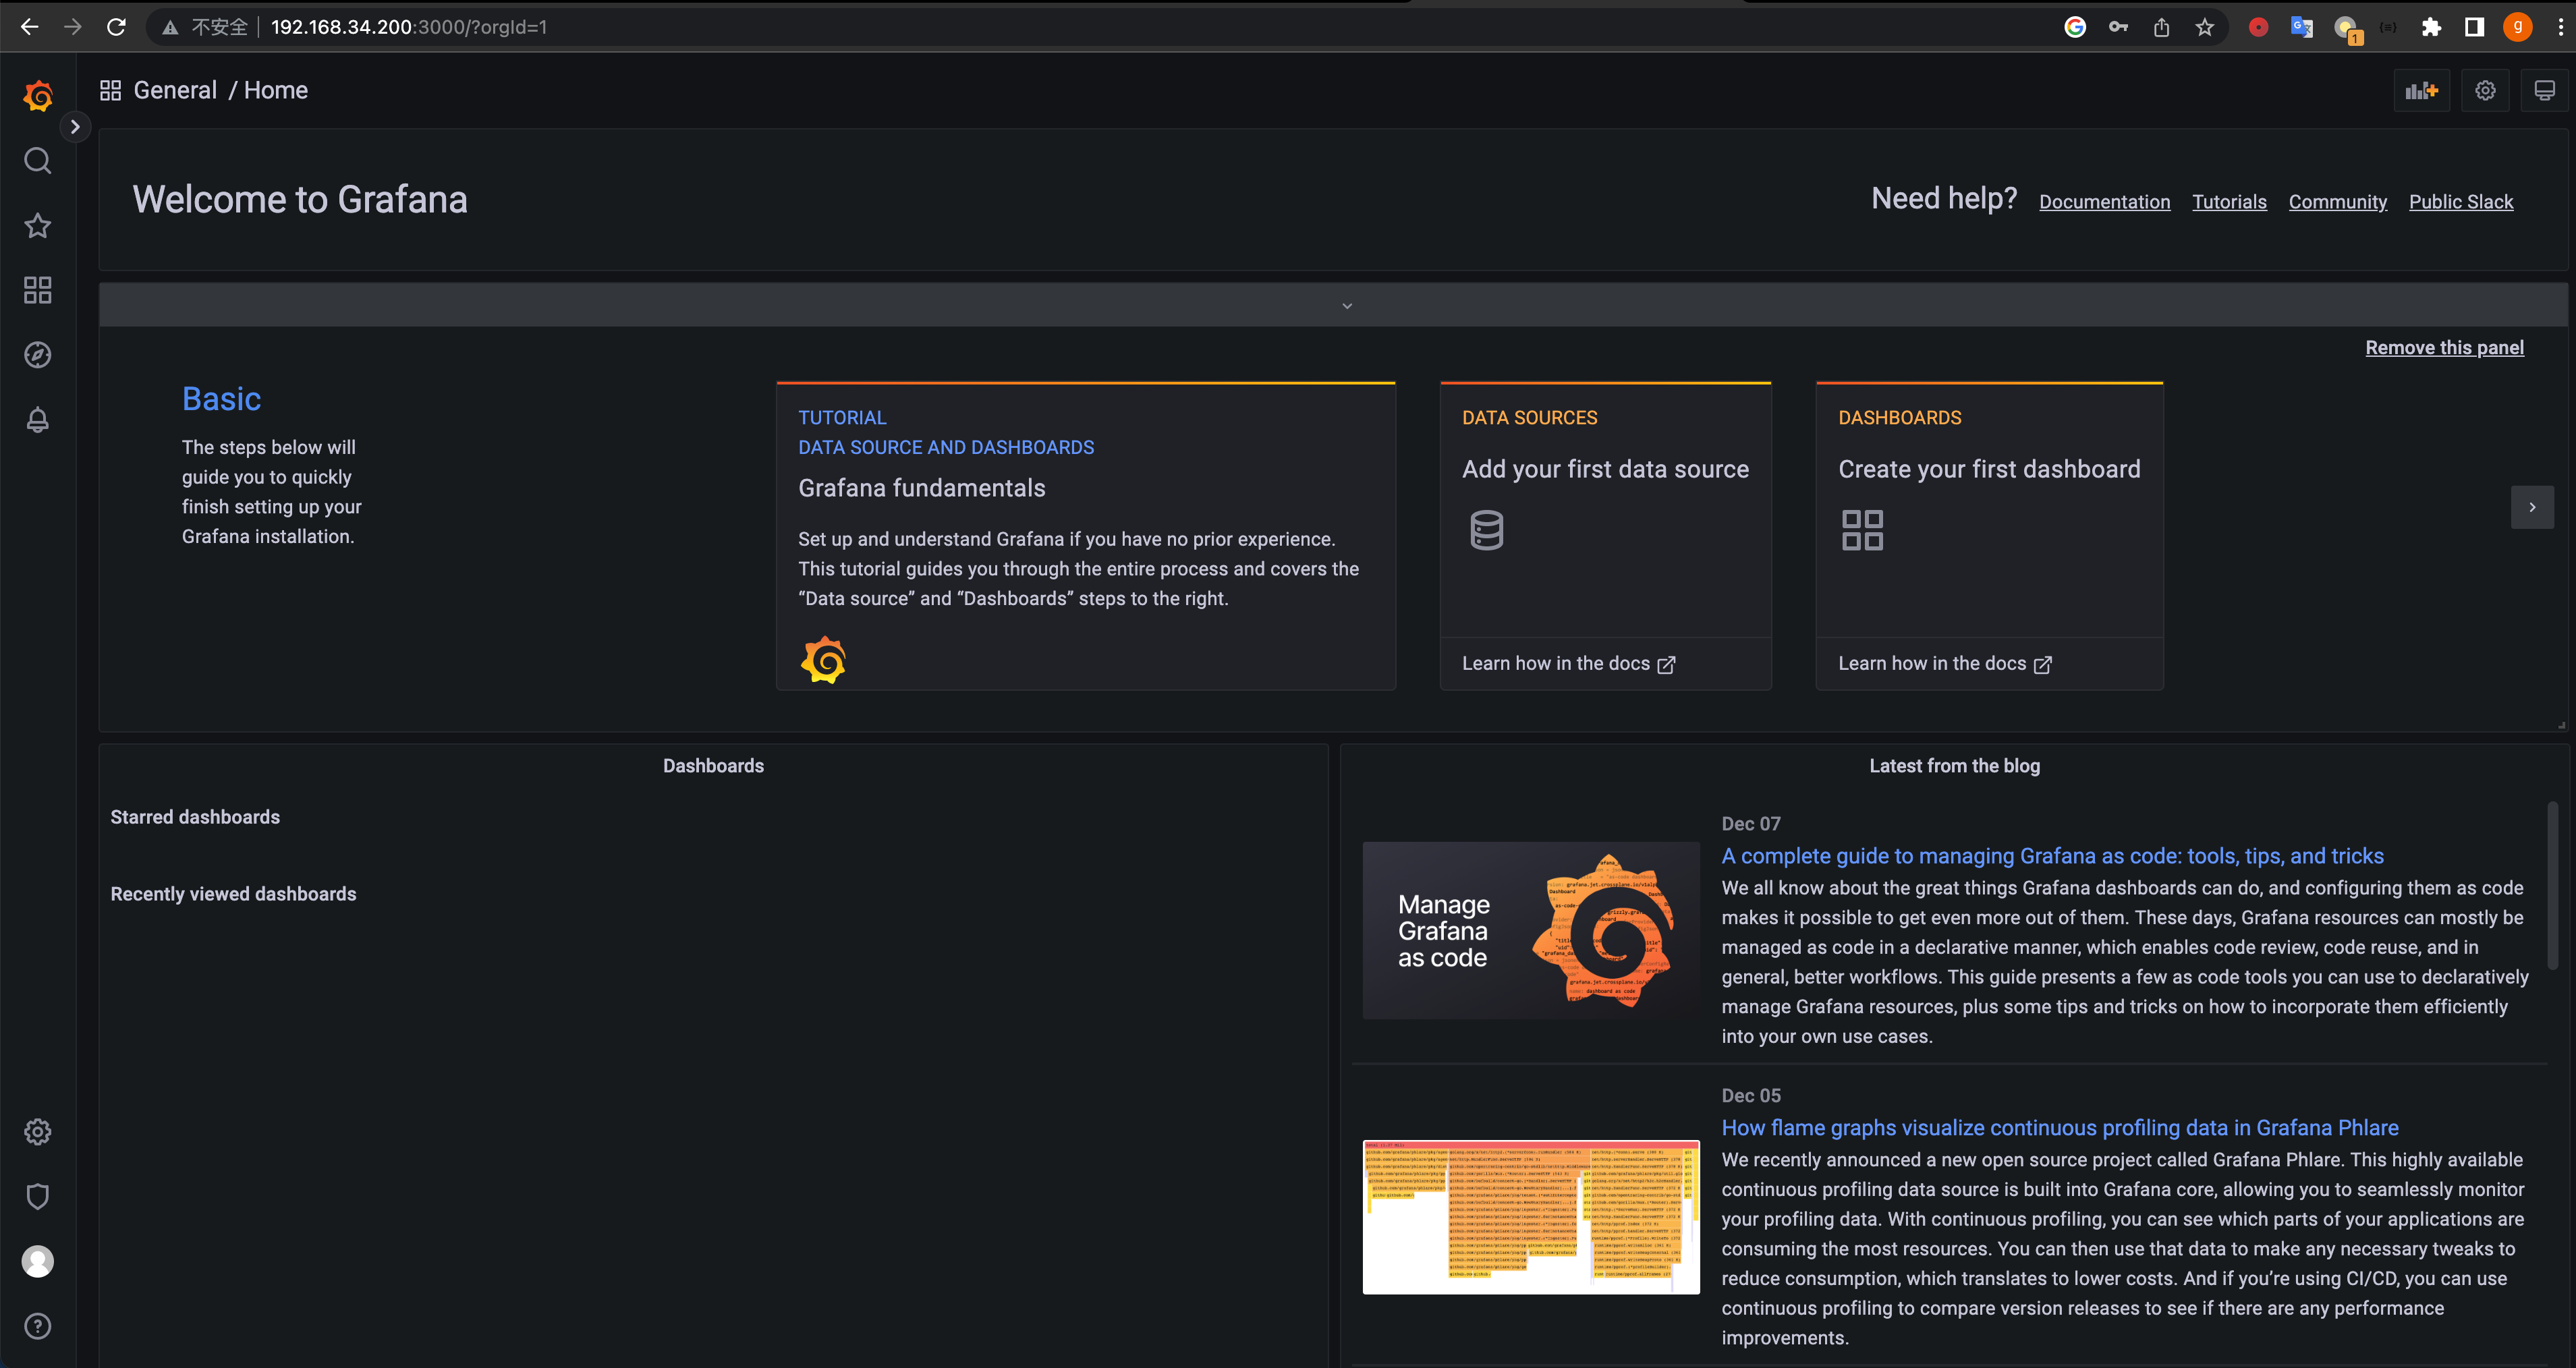 不安全 192.168.34.200:3000/?orgId=1
g
1
General / Home
Welcome to Grafana
Need help? Documentation Tutorials Community Public Slack
Remove this panel
Basic
The steps below will
guide you to quickly
finish setting up your
Grafana installation.
TUTORIAL
DATA SOURCE AND DASHBOARDS
Grafana fundamentals
Set up and understand Grafana if you have no prior experience.
This tutorial guides you through the entire process and covers the
“Data source” and “Dashboards” steps to the right.
DATA SOURCES
Add your first data source
Learn how in the docs
DASHBOARDS
Create your first dashboard
Learn how in the docs
Dashboards
Starred dashboards
Recently viewed dashboards
Latest from the blog
Manage
Grafana
as code
Dec 07
A complete guide to managing Grafana as code: tools, tips, and tricks
We all know about the great things Grafana dashboards can do, and configuring them as code
makes it possible to get even more out of them. These days, Grafana resources can mostly be
managed as code in a declarative manner, which enables code review, code reuse, and in
general, better workflows. This guide presents a few as code tools you can use to declaratively
manage Grafana resources, plus some tips and tricks on how to incorporate them efficiently
into your own use cases.
Dec 05
How flame graphs visualize continuous profiling data in Grafana Phlare
We recently announced a new open source project called Grafana Phlare. This highly available
continuous profiling data source is built into Grafana core, allowing you to seamlessly monitor
your profiling data. With continuous profiling, you can see which parts of your applications are
consuming the most resources. You can then use that data to make any necessary tweaks to
reduce consumption, which translates to lower costs. And if you’re using CI/CD, you can use
continuous profiling to compare version releases to see if there are any performance
improvements.